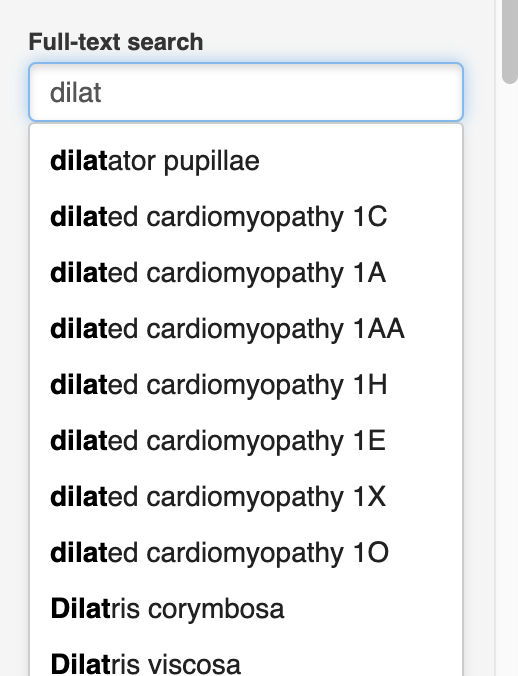 Full-text search
dilat
dilatator pupillae
dilated cardiomyopathy 1C
dilated cardiomyopathy 1A
dilated cardiomyopathy 1AA
dilated cardiomyopathy 1H
dilated cardiomyopathy 1E
dilated cardiomyopathy 1X
dilated cardiomyopathy 1O
Dilatris corymbosa
Dilatris viscosa